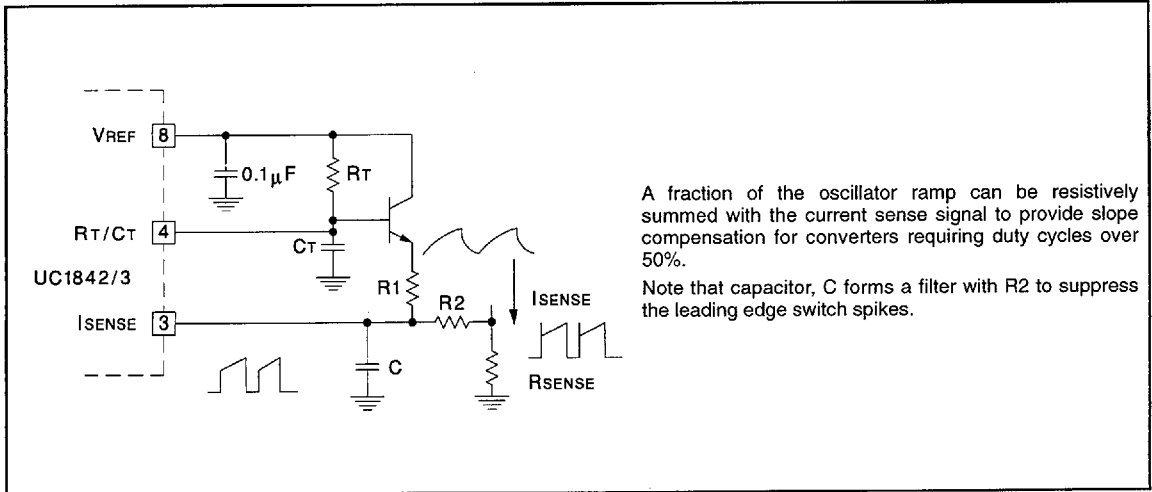 VREF 8
0.1μF
RT
RT/CT 4
CT
UC1842/3
R1
R2
ISENSE
ISENSE 3
C
RSENSE
A fraction of the oscillator ramp can be resistively
summed with the current sense signal to provide slope
compensation for converters requiring duty cycles over
50%.
Note that capacitor, C forms a filter with R2 to suppress
the leading edge switch spikes.